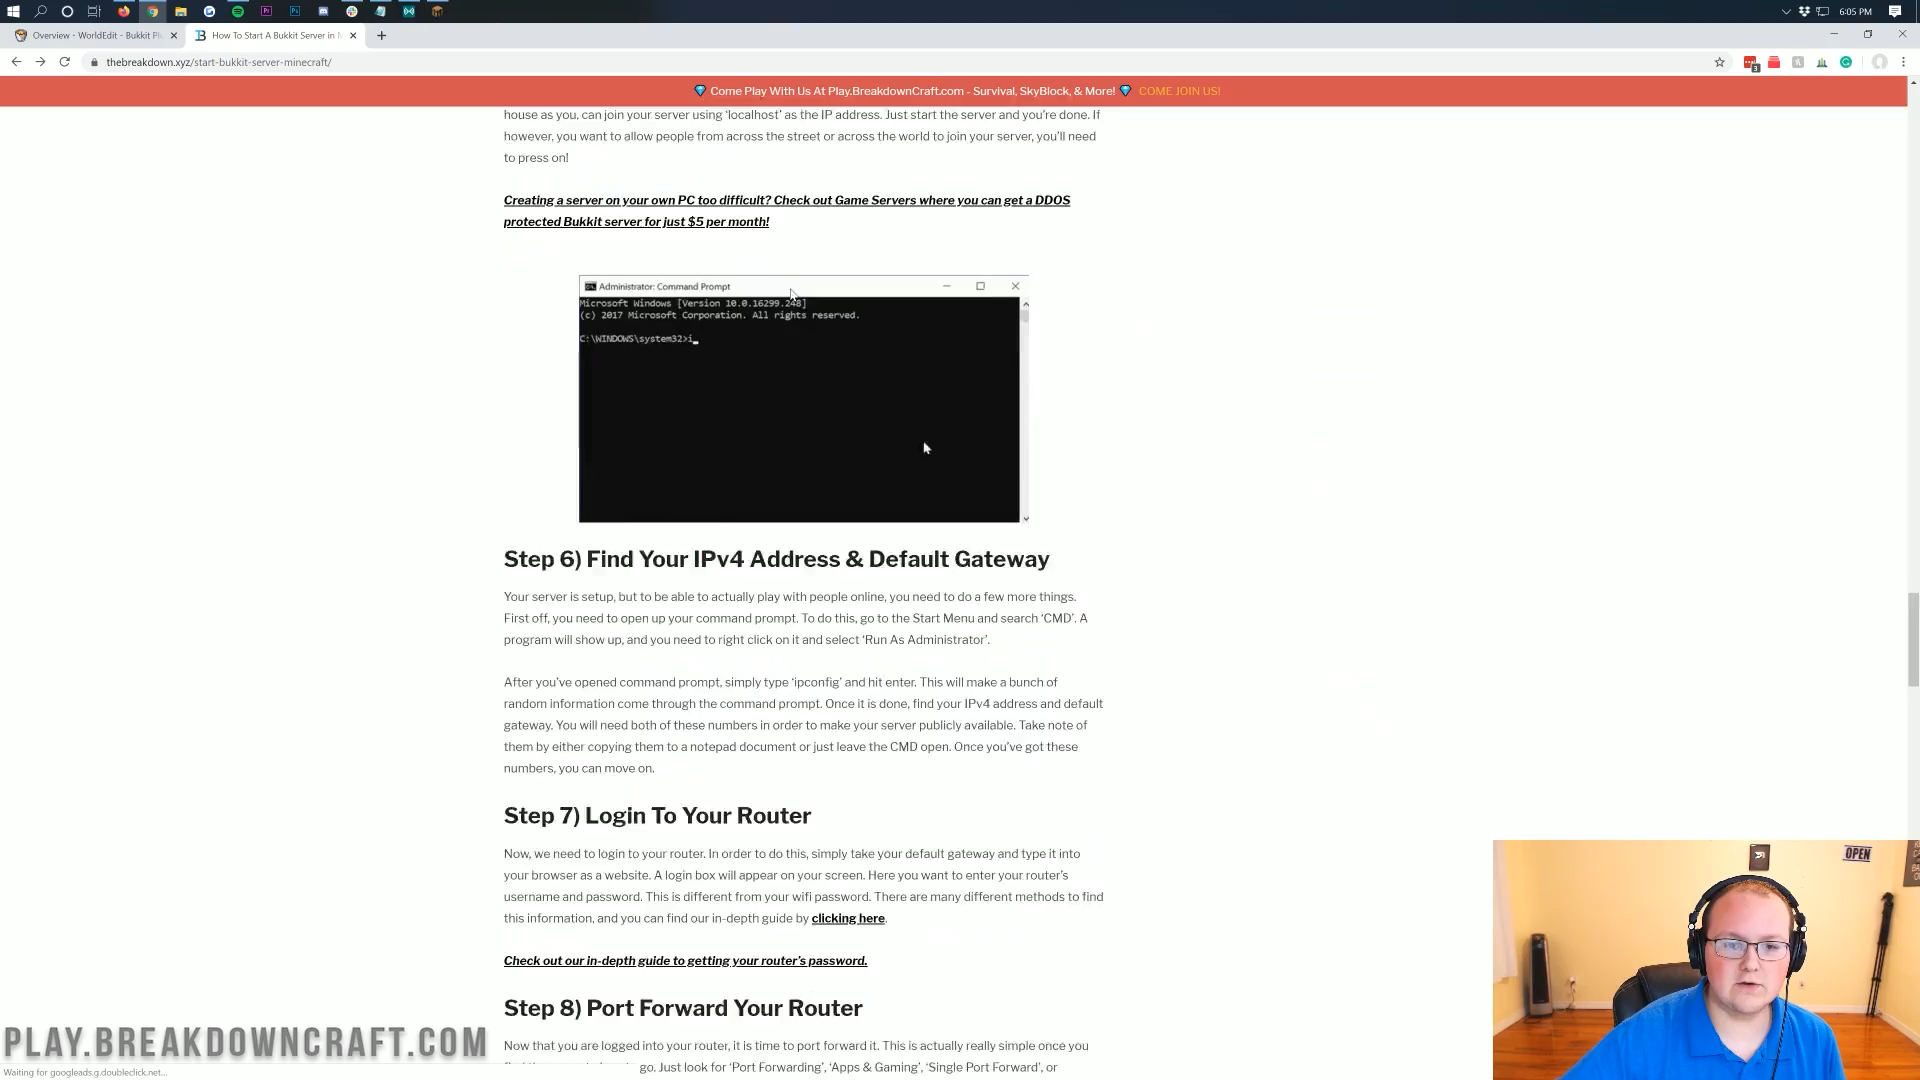 6:05 PM
Overview - WorldEdit - Bukkit Pl
How To Start A Bukkit Server in M
thebreakdown.xyz/start-bukkit-server-minecraft/
3
Come Play With Us At Play.BreakdownCraft.com - Survival, SkyBlock, & More! COME JOIN US!
house as you, can join your server using ‘localhost’ as the IP address. Just start the server and you’re done. If
however, you want to allow people from across the street or across the world to join your server, you’ll need
to press on!
Creating a server on your own PC too difficult? Check out Game Servers where you can get a DDOS
protected Bukkit server for just $5 per month!
Administrator: Command Prompt
Microsoft Windows [Version 10.0.16299.248]
(c) 2017 Microsoft Corporation. All rights reserved.
C:\WINDOWS\system32>i_
Step 6) Find Your IPv4 Address & Default Gateway
Your server is setup, but to be able to actually play with people online, you need to do a few more things.
First off, you need to open up your command prompt. To do this, go to the Start Menu and search ‘CMD’. A
program will show up, and you need to right click on it and select ‘Run As Administrator’.
After you’ve opened command prompt, simply type ‘ipconfig’ and hit enter. This will make a bunch of
random information come through the command prompt. Once it is done, find your IPv4 address and default
gateway. You will need both of these numbers in order to make your server publicly available. Take note of
them by either copying them to a notepad document or just leave the CMD open. Once you’ve got these
numbers, you can move on.
Step 7) Login To Your Router
Now, we need to login to your router. In order to do this, simply take your default gateway and type it into
your browser as a website. A login box will appear on your screen. Here you want to enter your router’s
username and password. This is different from your wifi password. There are many different methods to find
this information, and you can find our in-depth guide by clicking here.
Check out our in-depth guide to getting your router’s password.
Step 8) Port Forward Your Router
Now that you are logged into your router, it is time to port forward it. This is actually really simple once you
go. Just look for ‘Port Forwarding’, ‘Apps & Gaming’, ‘Single Port Forward’, or
PLAY.BREAKDOWNCRAFT.COM
Waiting for googleads.g.doubleclick.net...
OPEN